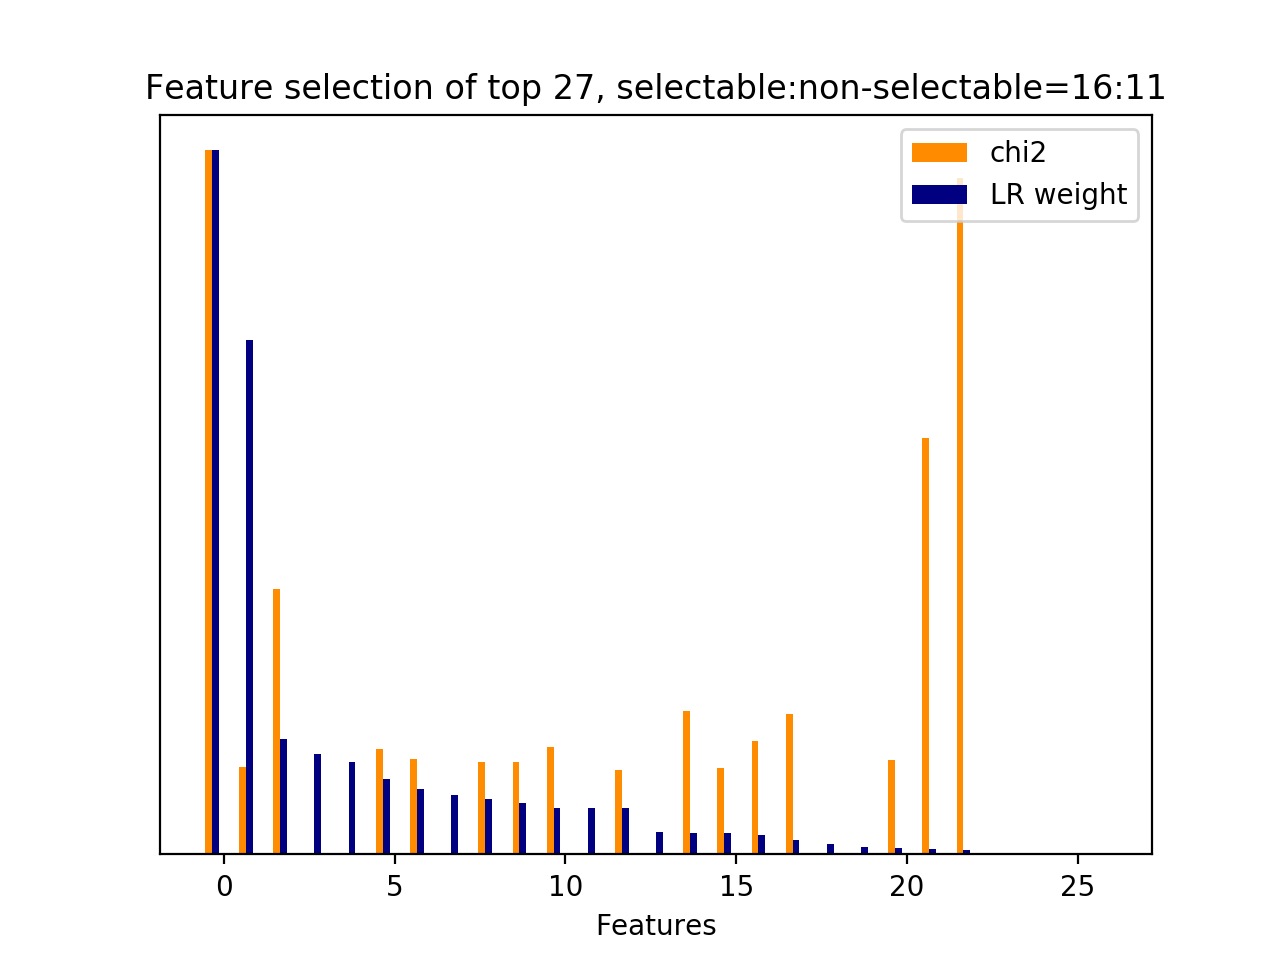 Feature selection of top 27, selectable:non-selectable=16:11
chi2
LR weight
0 5 10 15 20 25
Features